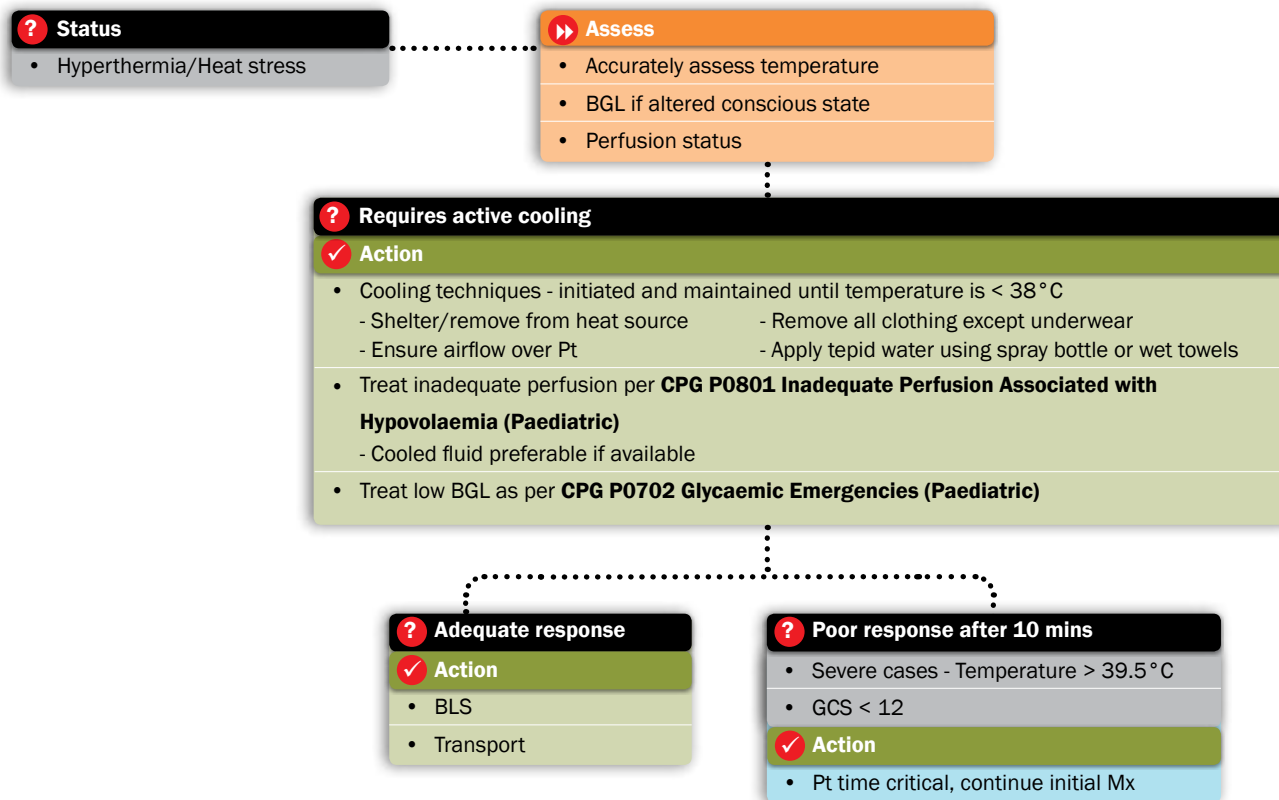 ? Status
• Hyperthermia/Heat stress
Assess
• Accurately assess temperature
• BGL if altered conscious state
• Perfusion status
? Requires active cooling
Action
• Cooling techniques - initiated and maintained until temperature is < 38°C
- Shelter/remove from heat source - Remove all clothing except underwear
- Ensure airflow over Pt - Apply tepid water using spray bottle or wet towels
• Treat inadequate perfusion per CPG P0801 Inadequate Perfusion Associated with
Hypovolaemia (Paediatric)
- Cooled fluid preferable if available
• Treat low BGL as per CPG P0702 Glycaemic Emergencies (Paediatric)
? Adequate response
Action
• BLS
• Transport
? Poor response after 10 mins
• Severe cases - Temperature > 39.5°C
• GCS < 12
Action
• Pt time critical, continue initial Mx